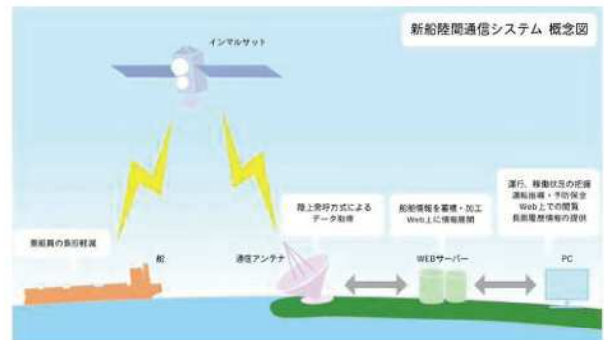 新船陸間通信システム 概念図
インマルサット
運行、稼働状況の把握
運転指導・予防保全
Web上での閲覧
長期履歴情報の提供
陸上発呼方式による
データ取得
船舶情報を蓄積・加工
Web上に情報展開
乗組員の負担軽減
船
通信アンテナ
WEBサーバー
PC